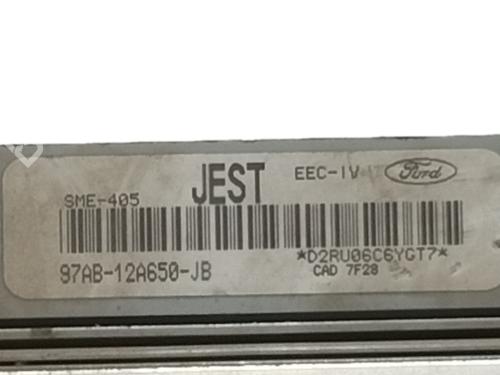 SME-405 JEST EEC-IV Ford
*D2RU06C6YGT7*
97AB-12A650-JB CAD 7F28